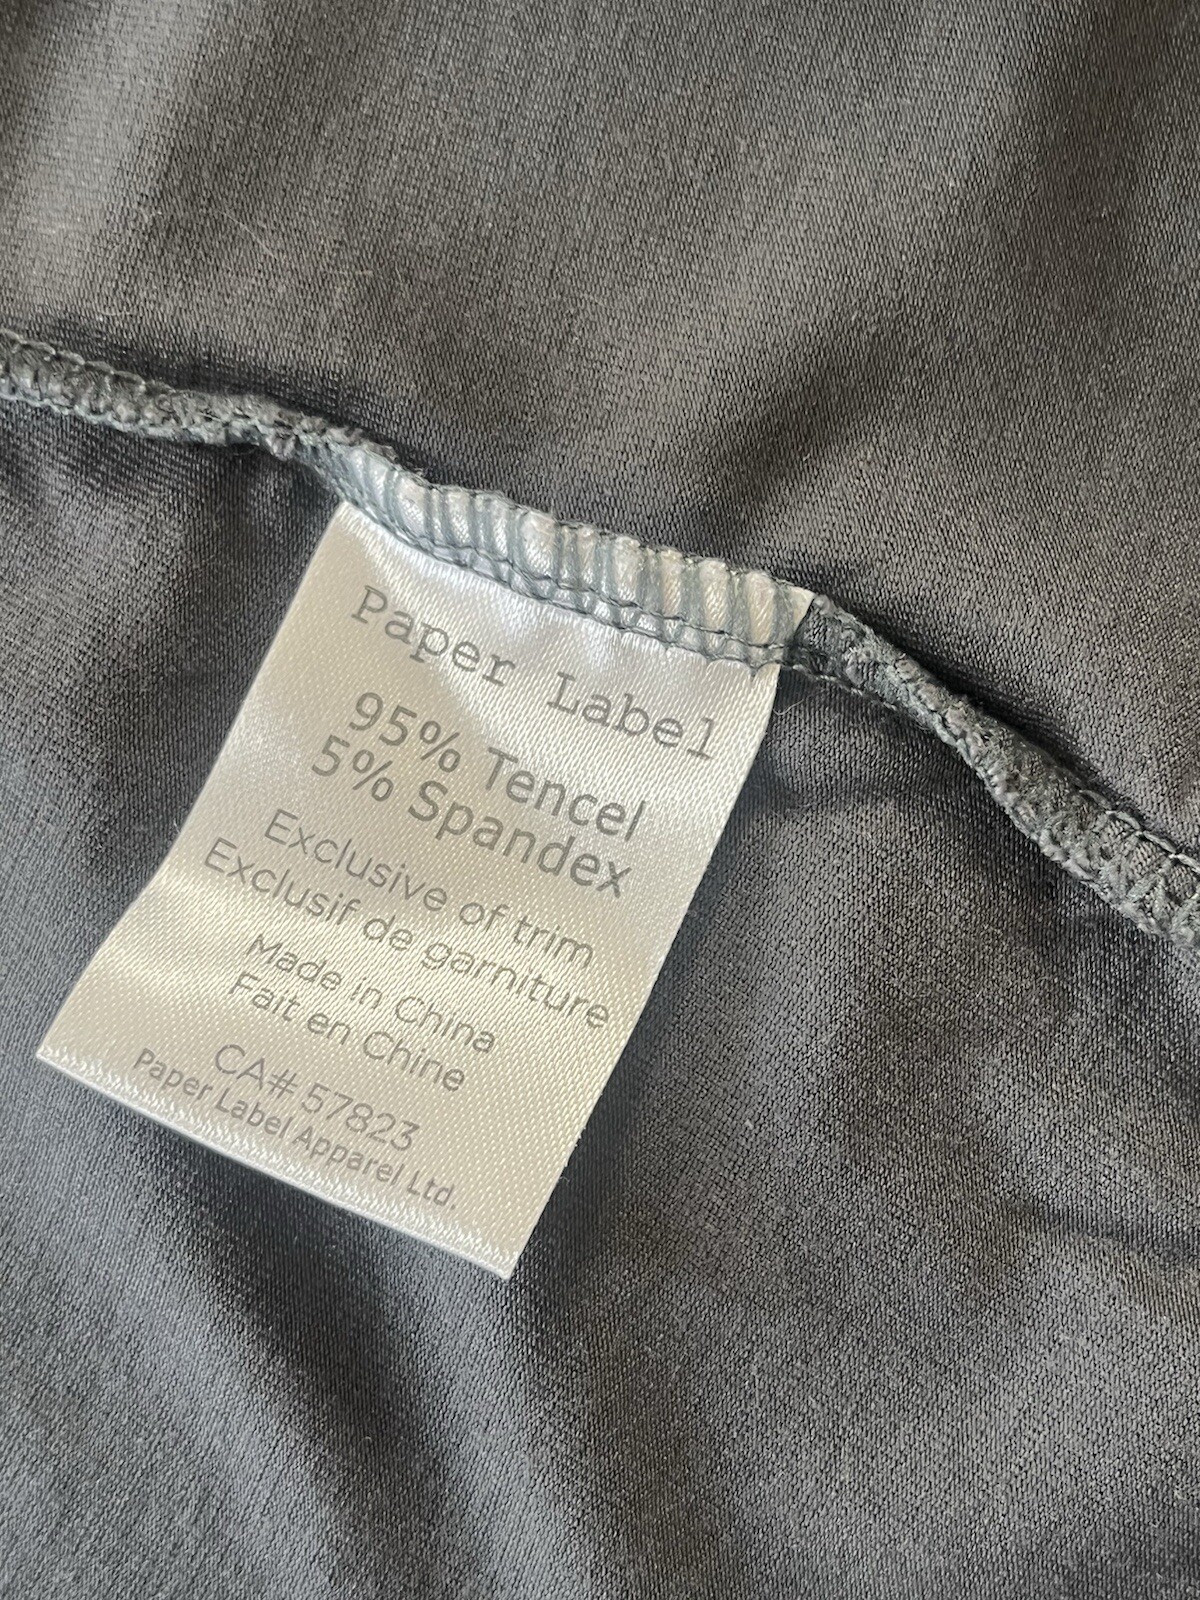 Paper Label
95% Tencel
5% Spandex
Exclusive of trim
Exclusif de garniture
Made in China
Fait en Chine
CA# 57823
Paper Label Apparel Ltd.